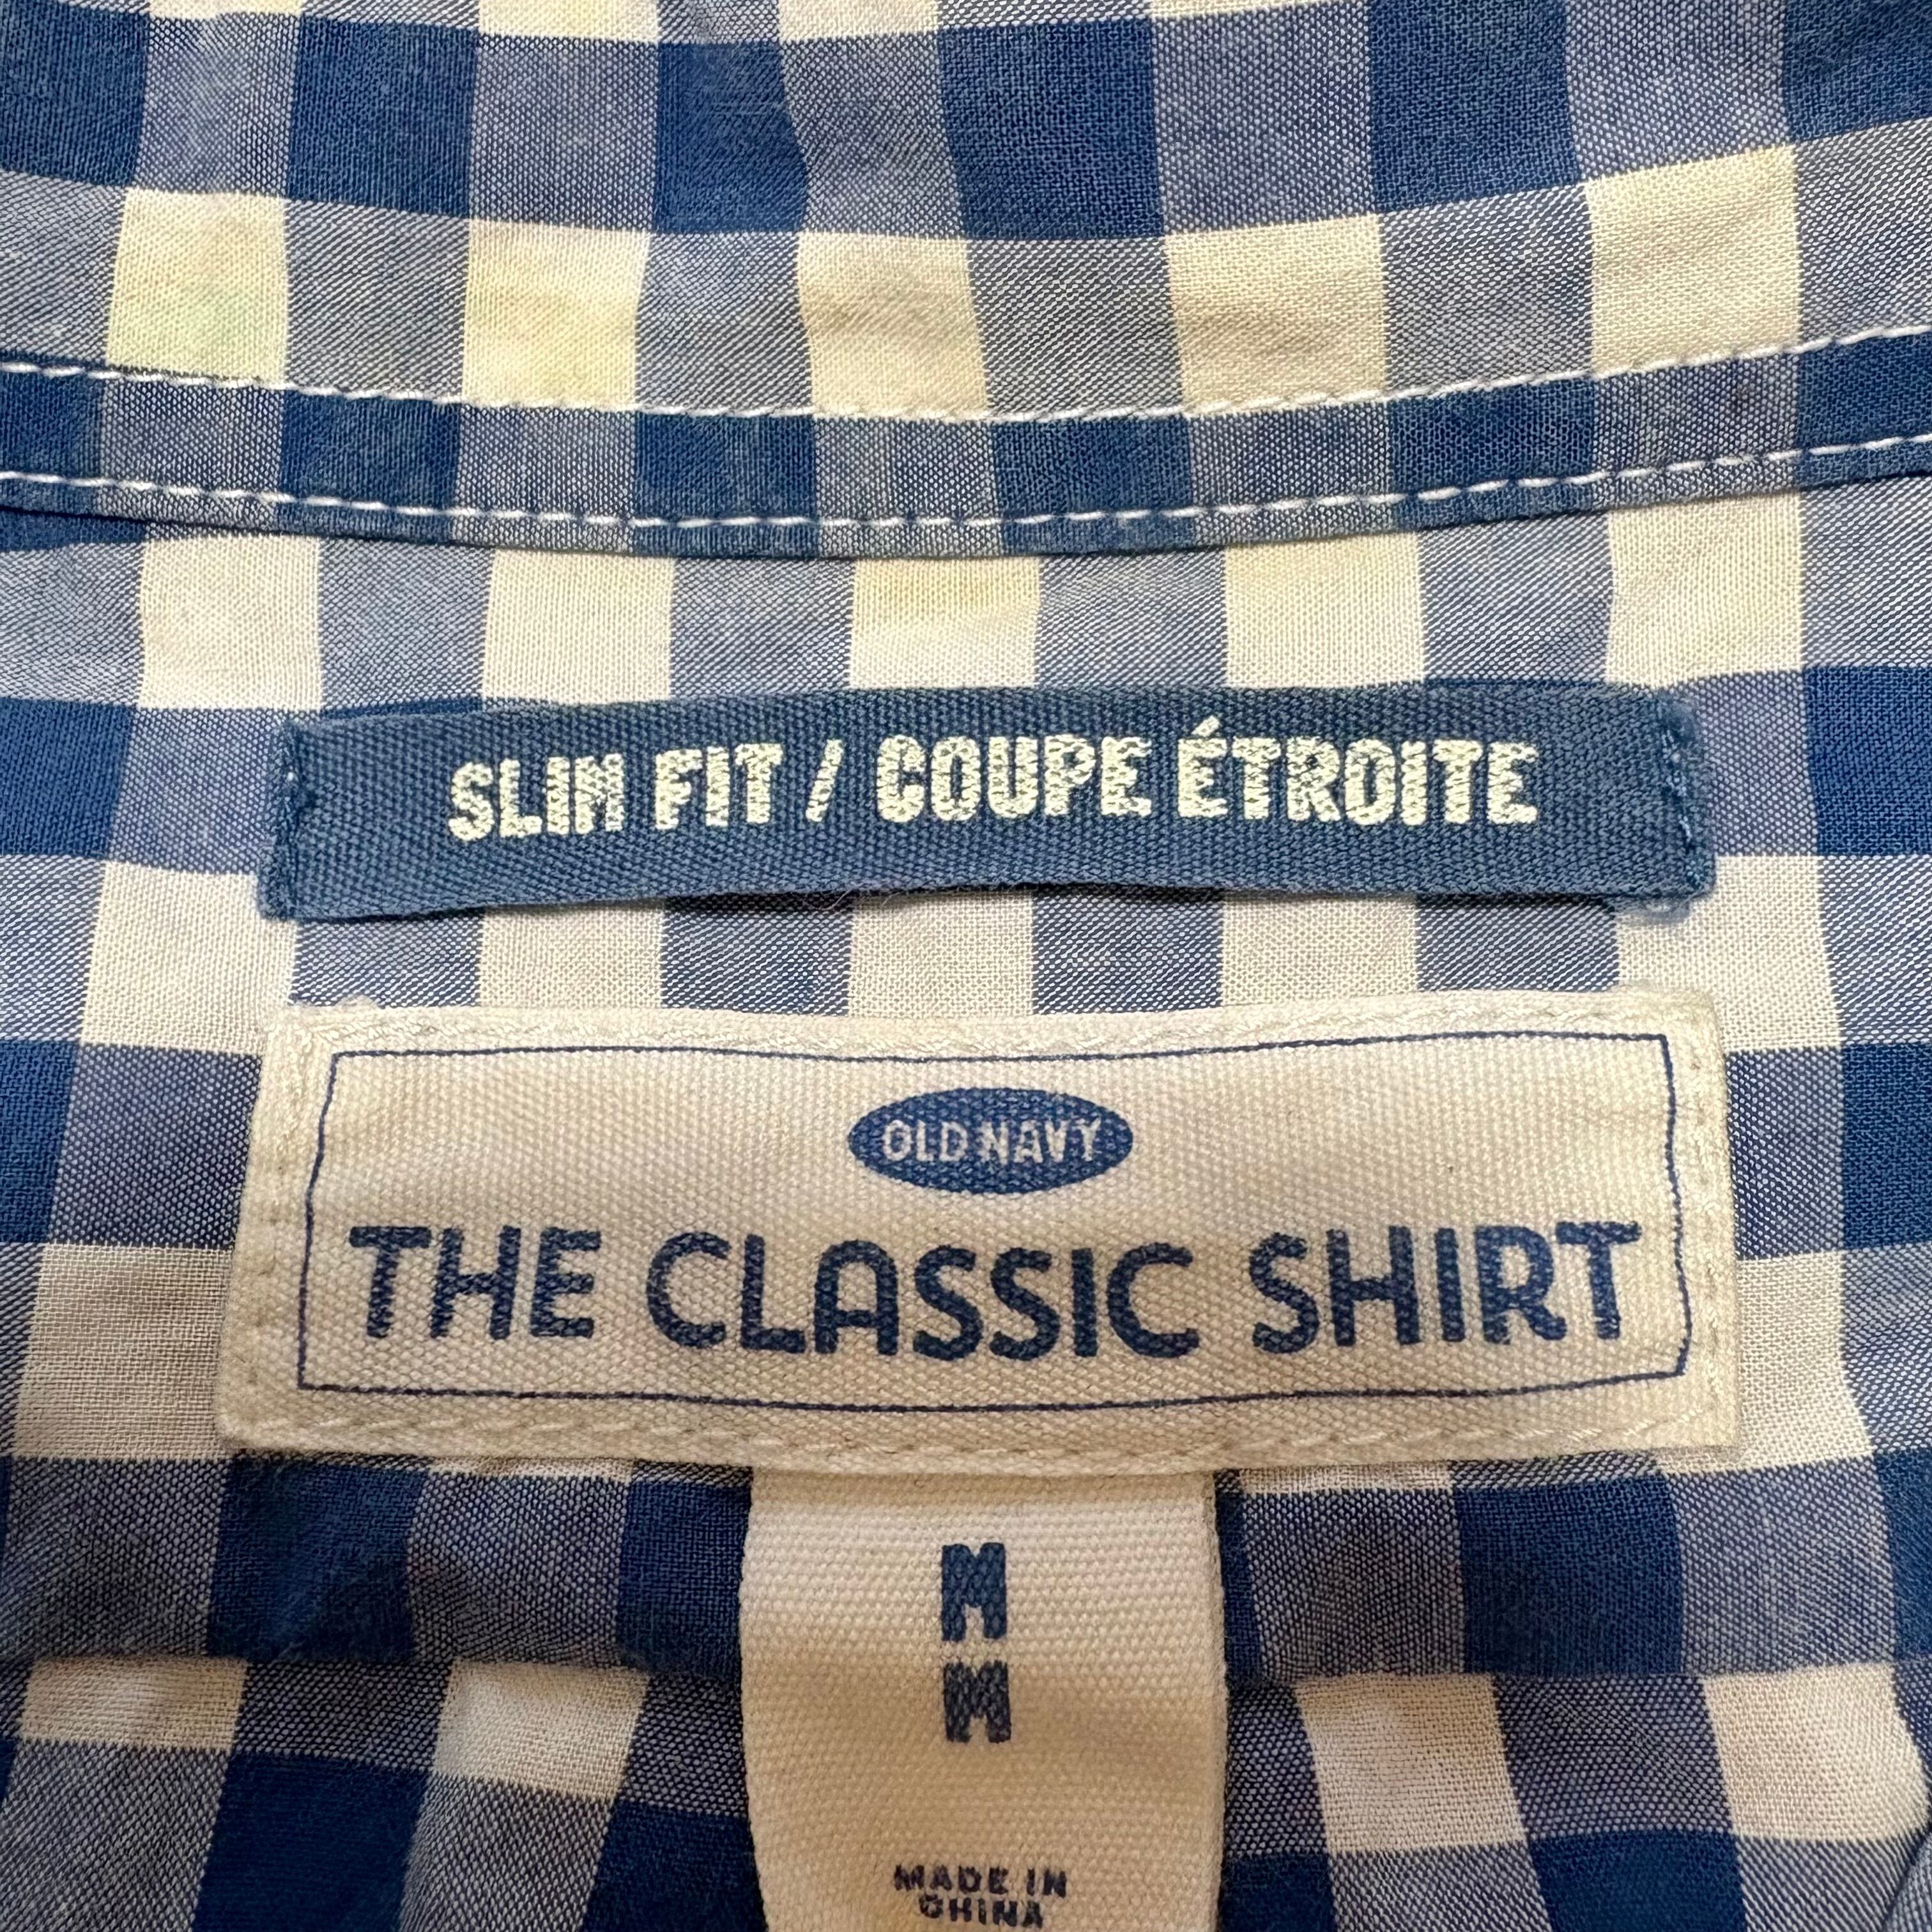 SLIM FIT / COUPE ÉTROITE
OLD NAVY
THE CLASSIC SHIRT
M
M
MADE IN
CHINA